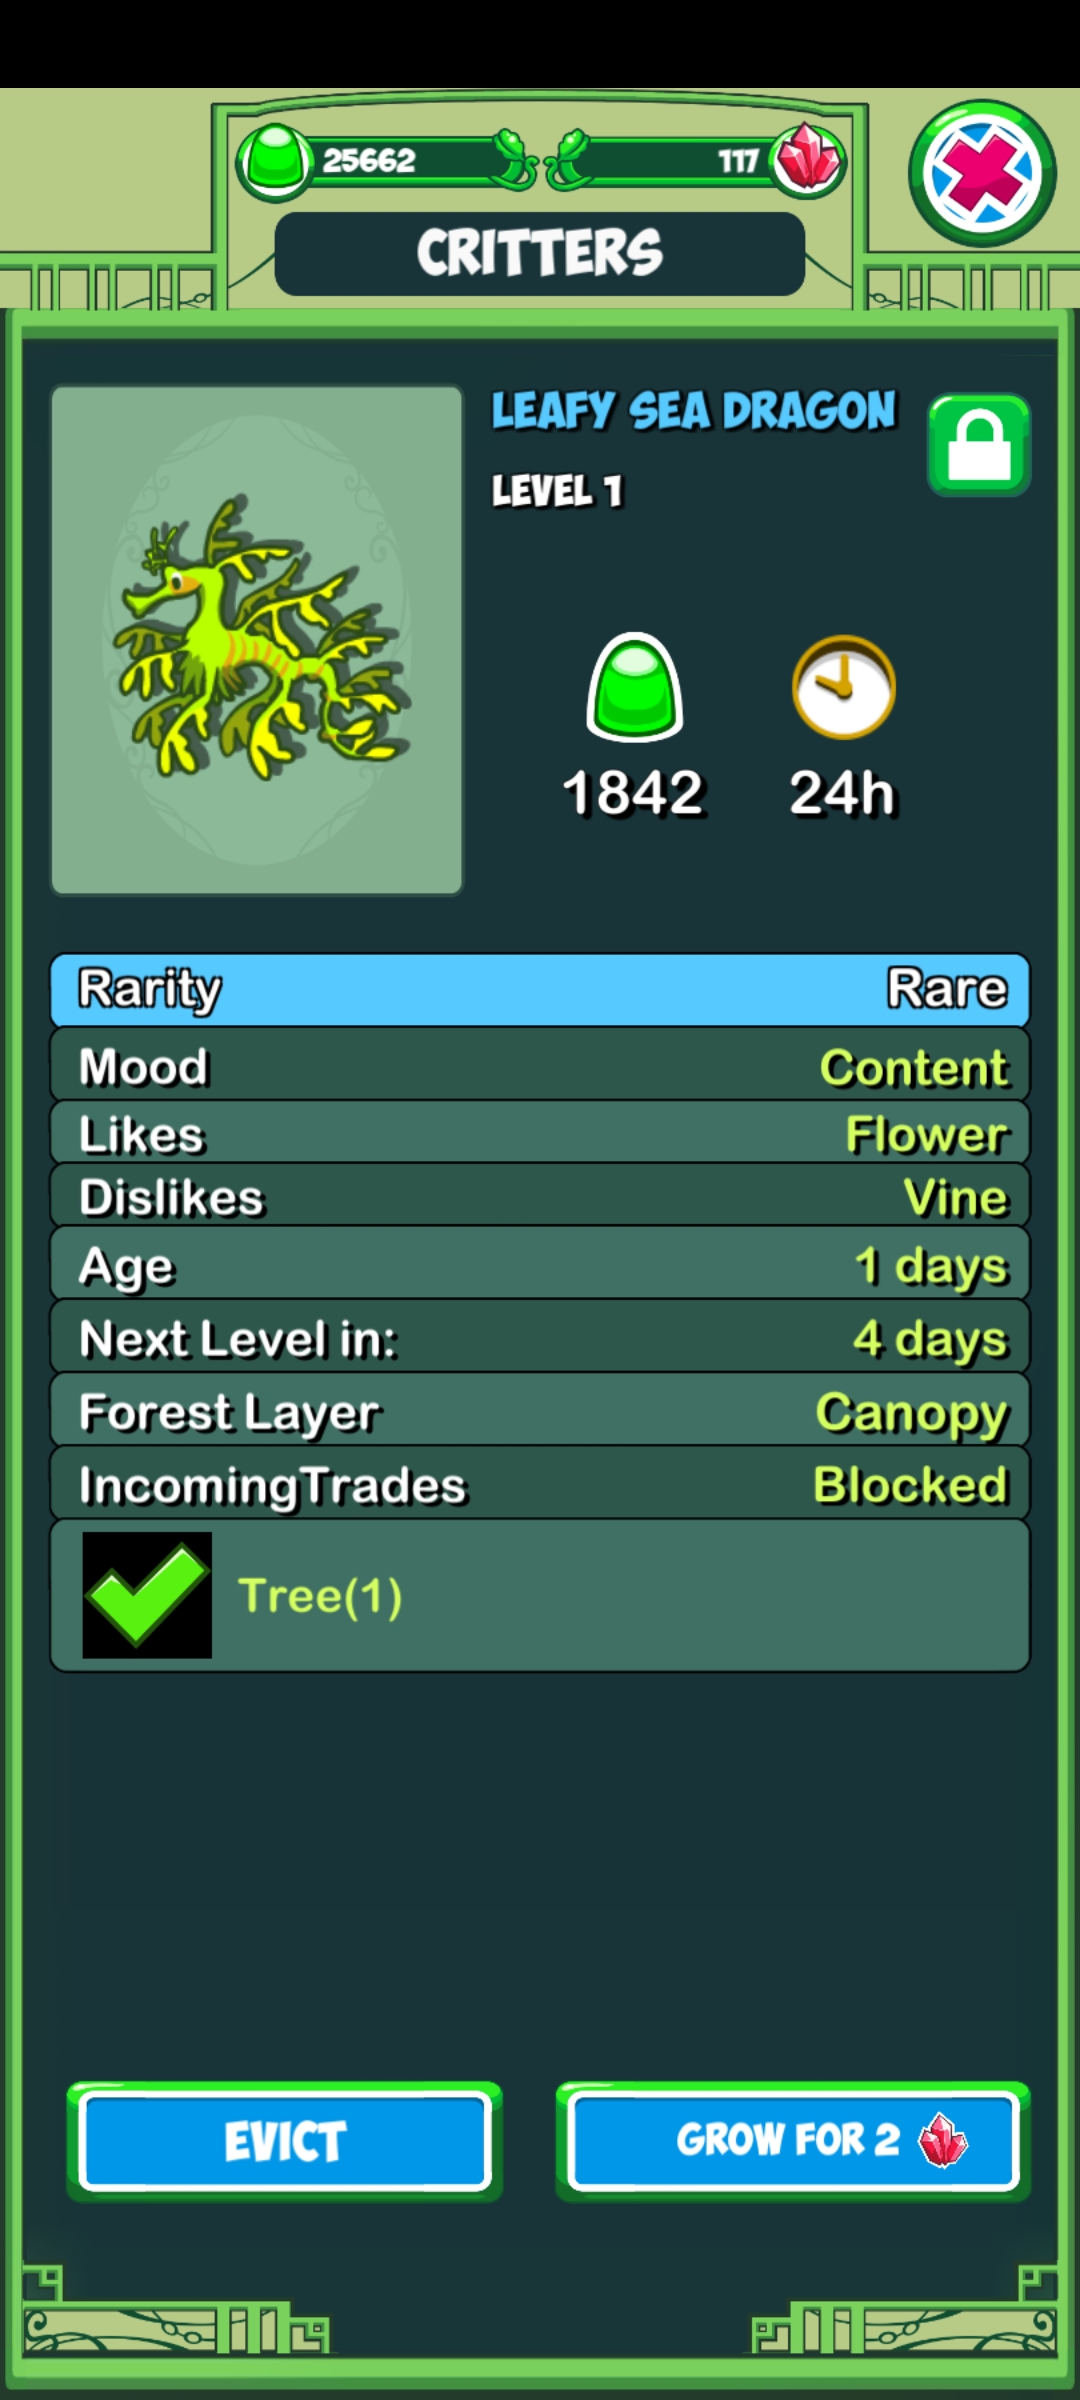 25662 117
CRITTERS
LEAFY SEA DRAGON
LEVEL 1
1842 24h
Rarity Rare
Mood Content
Likes Flower
Dislikes Vine
Age 1 days
Next Level in: 4 days
Forest Layer Canopy
IncomingTrades Blocked
Tree(1)
EVICT GROW FOR 2